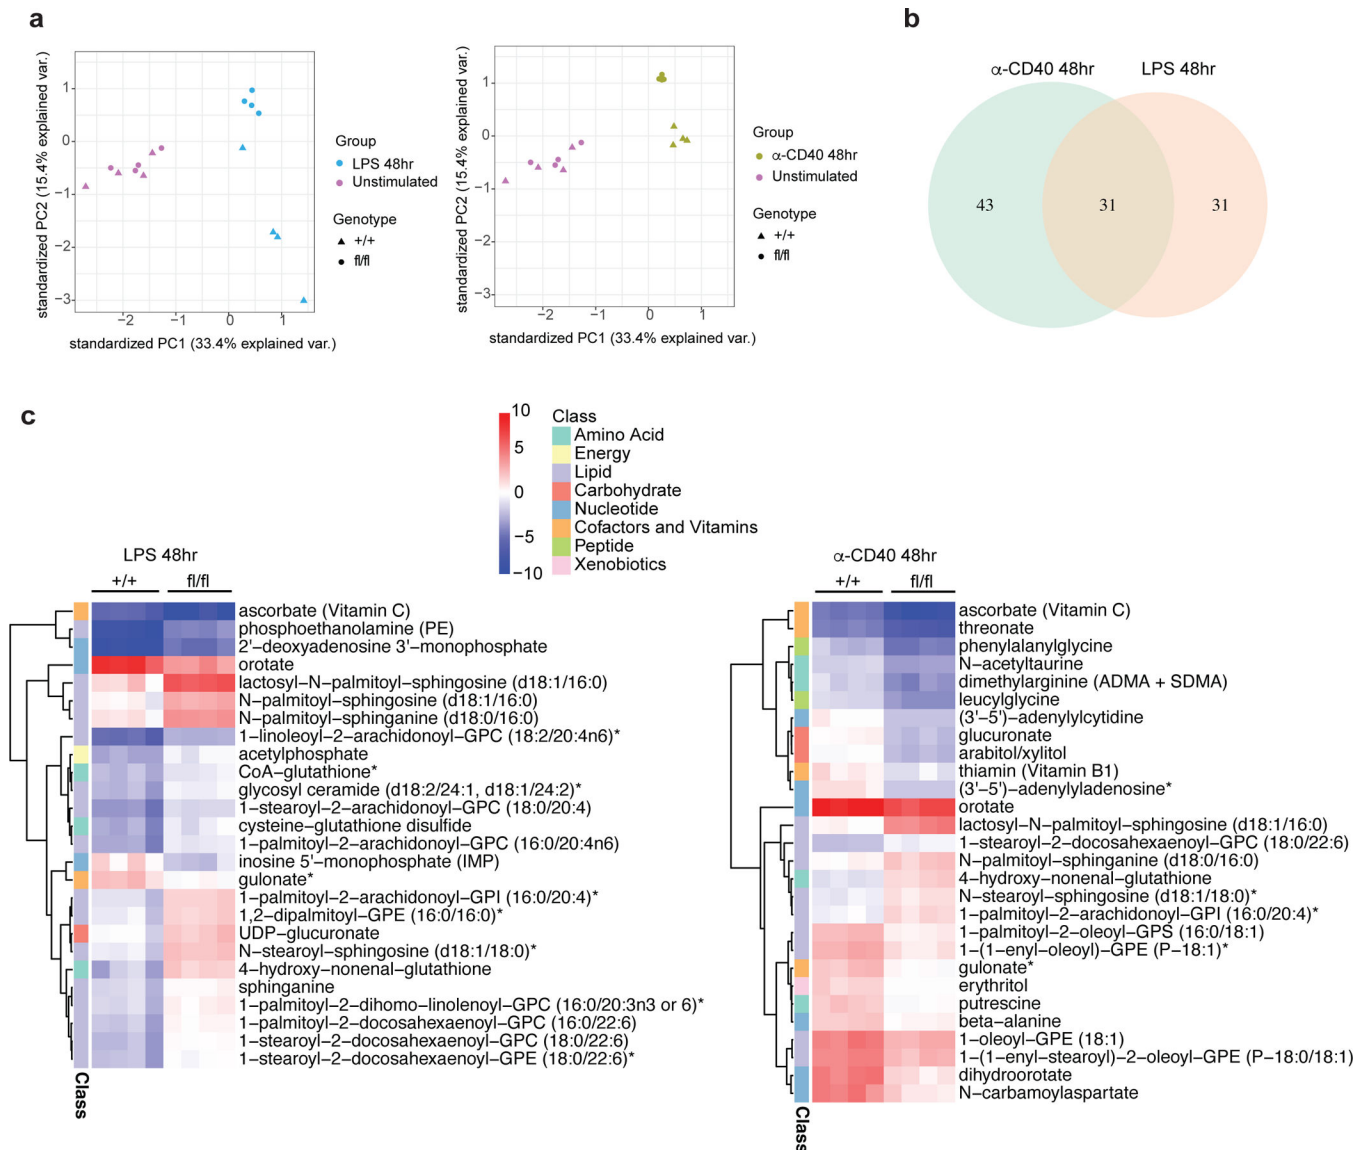 a
standardized PC2 (15.4% explained var.)
1
0
−1
−2
−3
−2
−1
0
1
standardized PC1 (33.4% explained var.)
Group
LPS 48hr
Unstimulated
Genotype
+/+
fl/fl
standardized PC2 (15.4% explained var.)
1
0
−1
−2
−3
−2
−1
0
1
standardized PC1 (33.4% explained var.)
Group
α-CD40 48hr
Unstimulated
Genotype
+/+
fl/fl
b
α-CD40 48hr
LPS 48hr
43
31
31
c
10
5
0
−5
−10
Class
Amino Acid
Energy
Lipid
Carbohydrate
Nucleotide
Cofactors and Vitamins
Peptide
Xenobiotics
LPS 48hr
+/+
fl/fl
ascorbate (Vitamin C)
phosphoethanolamine (PE)
2'−deoxyadenosine 3'−monophosphate
orotate
lactosyl−N−palmitoyl−sphingosine (d18:1/16:0)
N−palmitoyl−sphingosine (d18:1/16:0)
N−palmitoyl−sphinganine (d18:0/16:0)
1−linoleoyl−2−arachidonoyl−GPC (18:2/20:4n6)*
acetylphosphate
CoA−glutathione*
glycosyl ceramide (d18:2/24:1, d18:1/24:2)*
1−stearoyl−2−arachidonoyl−GPC (18:0/20:4)
cysteine−glutathione disulfide
1−palmitoyl−2−arachidonoyl−GPC (16:0/20:4n6)
inosine 5'−monophosphate (IMP)
gulonate*
1−palmitoyl−2−arachidonoyl−GPI (16:0/20:4)*
1,2−dipalmitoyl−GPE (16:0/16:0)*
UDP−glucuronate
N−stearoyl−sphingosine (d18:1/18:0)*
4−hydroxy−nonenal−glutathione
sphinganine
1−palmitoyl−2−dihomo−linolenoyl−GPC (16:0/20:3n3 or 6)*
1−palmitoyl−2−docosahexaenoyl−GPC (16:0/22:6)
1−stearoyl−2−docosahexaenoyl−GPC (18:0/22:6)
1−stearoyl−2−docosahexaenoyl−GPE (18:0/22:6)*
Class
α-CD40 48hr
+/+
fl/fl
ascorbate (Vitamin C)
threonate
phenylalanylglycine
N−acetyltaurine
dimethylarginine (ADMA + SDMA)
leucylglycine
(3'−5')−adenylylcytidine
glucuronate
arabitol/xylitol
thiamin (Vitamin B1)
(3'−5')−adenylyladenosine*
orotate
lactosyl−N−palmitoyl−sphingosine (d18:1/16:0)
1−stearoyl−2−docosahexaenoyl−GPC (18:0/22:6)
N−palmitoyl−sphinganine (d18:0/16:0)
4−hydroxy−nonenal−glutathione
N−stearoyl−sphingosine (d18:1/18:0)*
1−palmitoyl−2−arachidonoyl−GPI (16:0/20:4)*
1−palmitoyl−2−oleoyl−GPS (16:0/18:1)
1−(1−enyl−oleoyl)−GPE (P−18:1)*
gulonate*
erythritol
putrescine
beta−alanine
1−oleoyl−GPE (18:1)
1−(1−enyl−stearoyl)−2−oleoyl−GPE (P−18:0/18:1)
dihydroorotate
N−carbamoylaspartate
Class